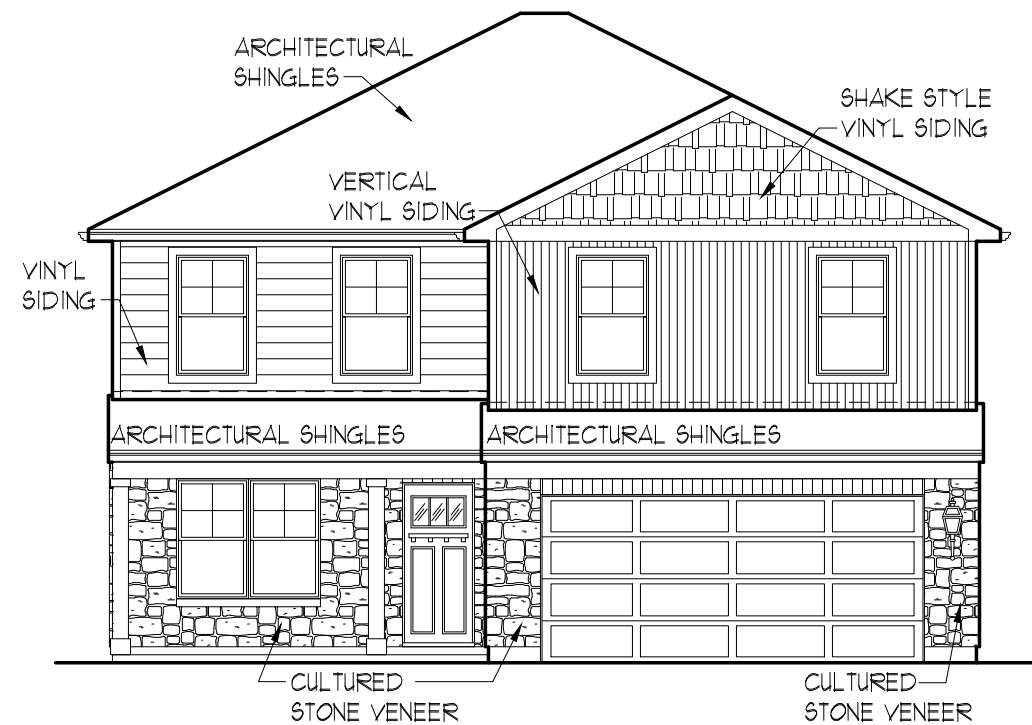 ARCHITECTURAL
SHINGLES
SHAKE STYLE
VINYL SIDING
VERTICAL
VINYL SIDING
VINYL
SIDING
ARCHITECTURAL SHINGLES
ARCHITECTURAL SHINGLES
CULTURED
STONE VENEER
CULTURED
STONE VENEER